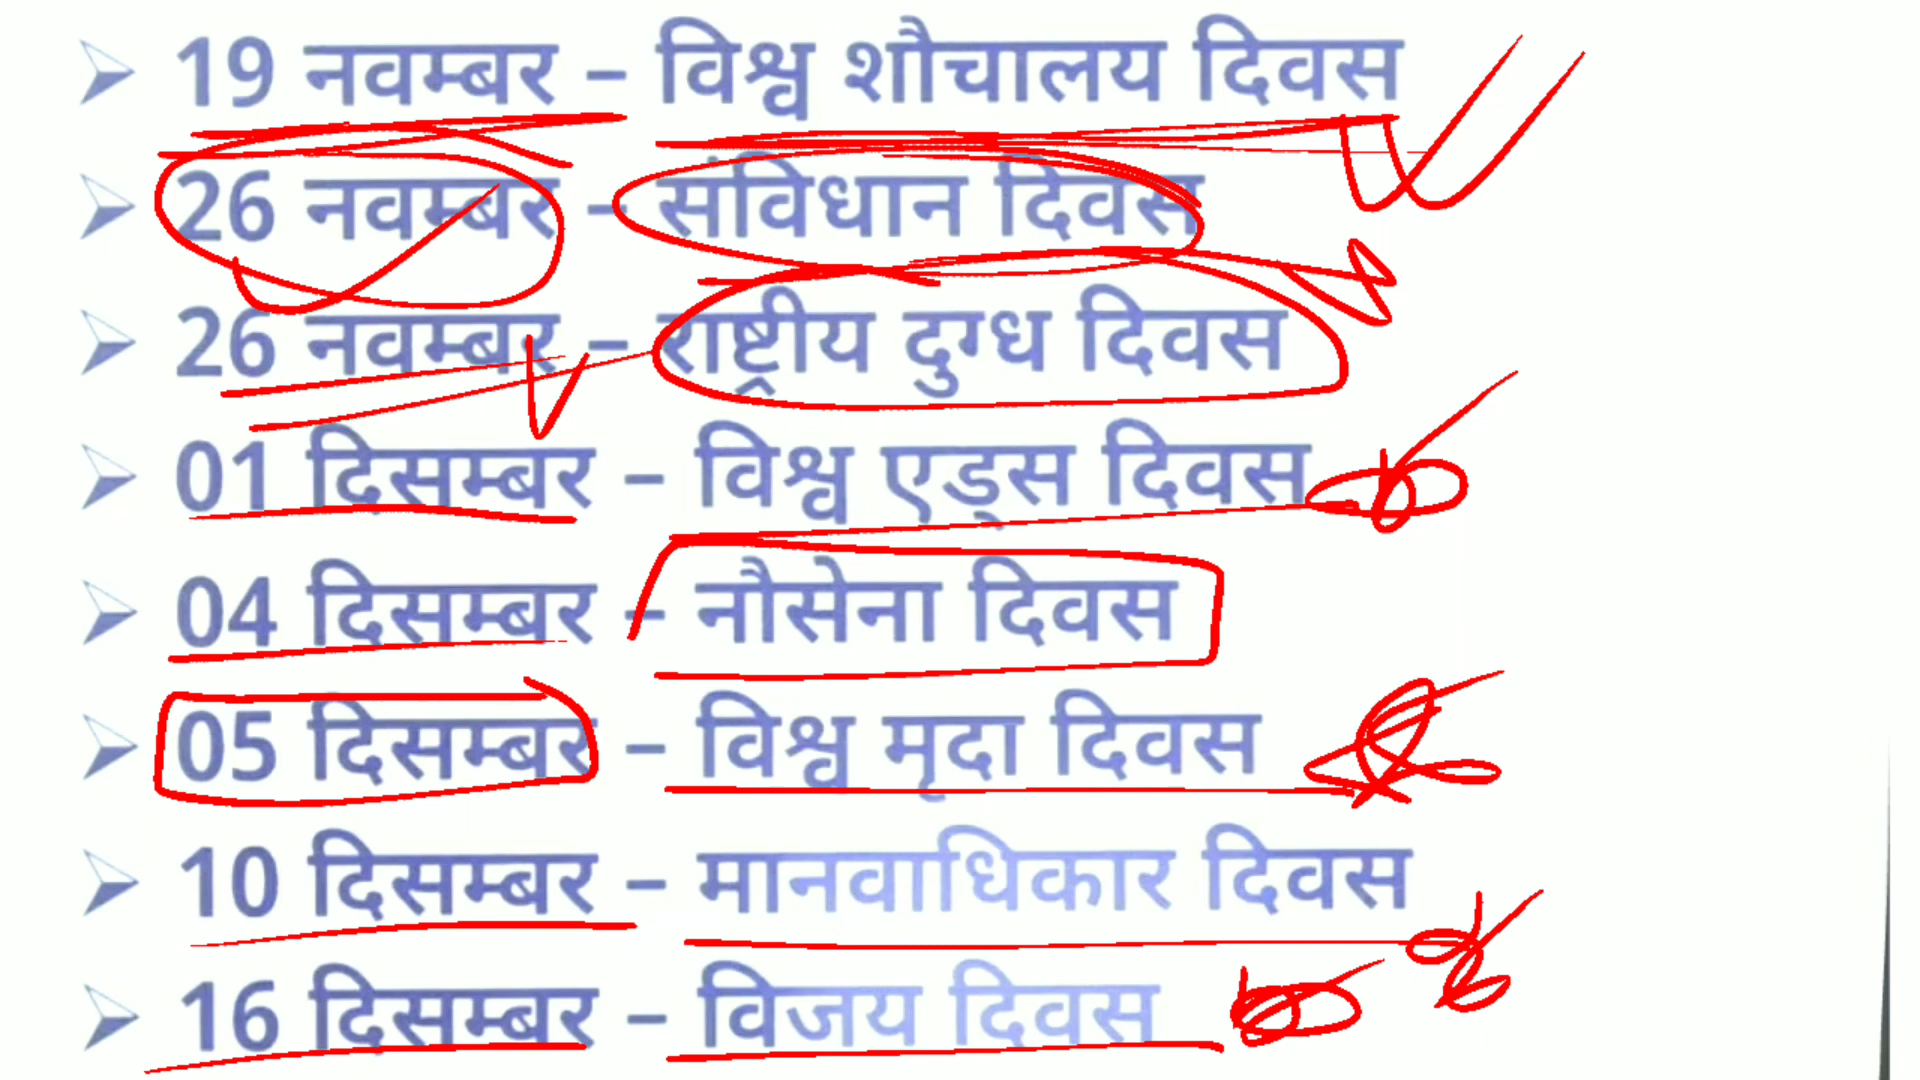 ➢ 19 नवम्बर – विश्व शौचालय दिवस
➢ 26 नवम्बर – संविधान दिवस
➢ 26 नवम्बर – राष्ट्रीय दुग्ध दिवस
➢ 01 दिसम्बर – विश्व एड्स दिवस
➢ 04 दिसम्बर – नौसेना दिवस
➢ 05 दिसम्बर – विश्व मृदा दिवस
➢ 10 दिसम्बर – मानवाधिकार दिवस
➢ 16 दिसम्बर – विजय दिवस